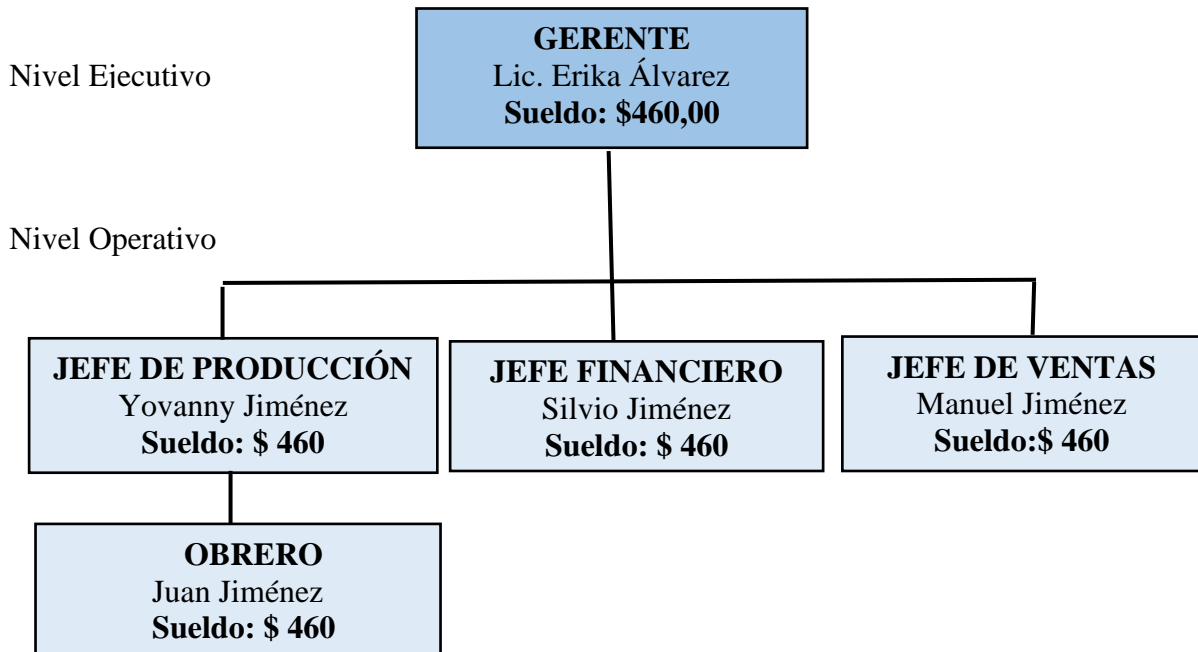 GERENTE
Lic. Erika Álvarez
Sueldo: $460,00
Nivel Ejecutivo
Nivel Operativo
JEFE DE PRODUCCIÓN
Yovanny Jiménez
Sueldo: $ 460
JEFE FINANCIERO
Silvio Jiménez
Sueldo: $ 460
JEFE DE VENTAS
Manuel Jiménez
Sueldo:$ 460
OBRERO
Juan Jiménez
Sueldo: $ 460